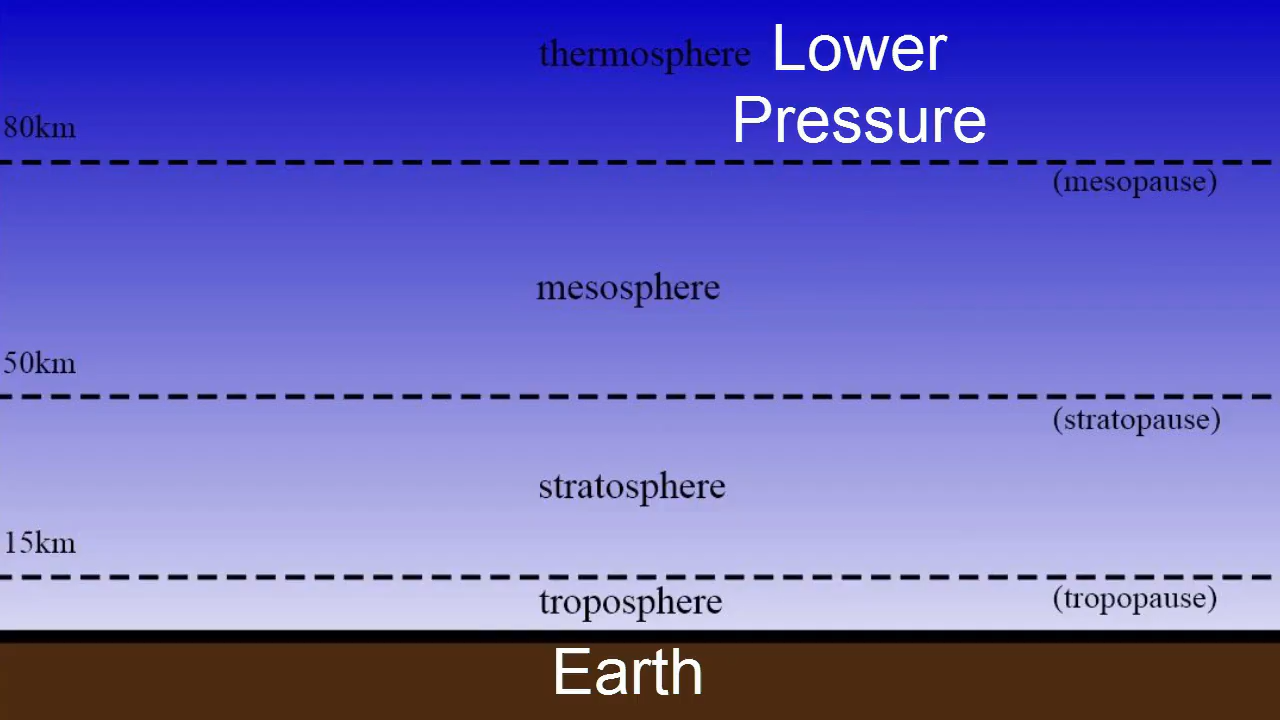 thermosphere
Lower
Pressure
80km
(mesopause)
mesosphere
50km
(stratopause)
stratosphere
15km
troposphere
(tropopause)
Earth